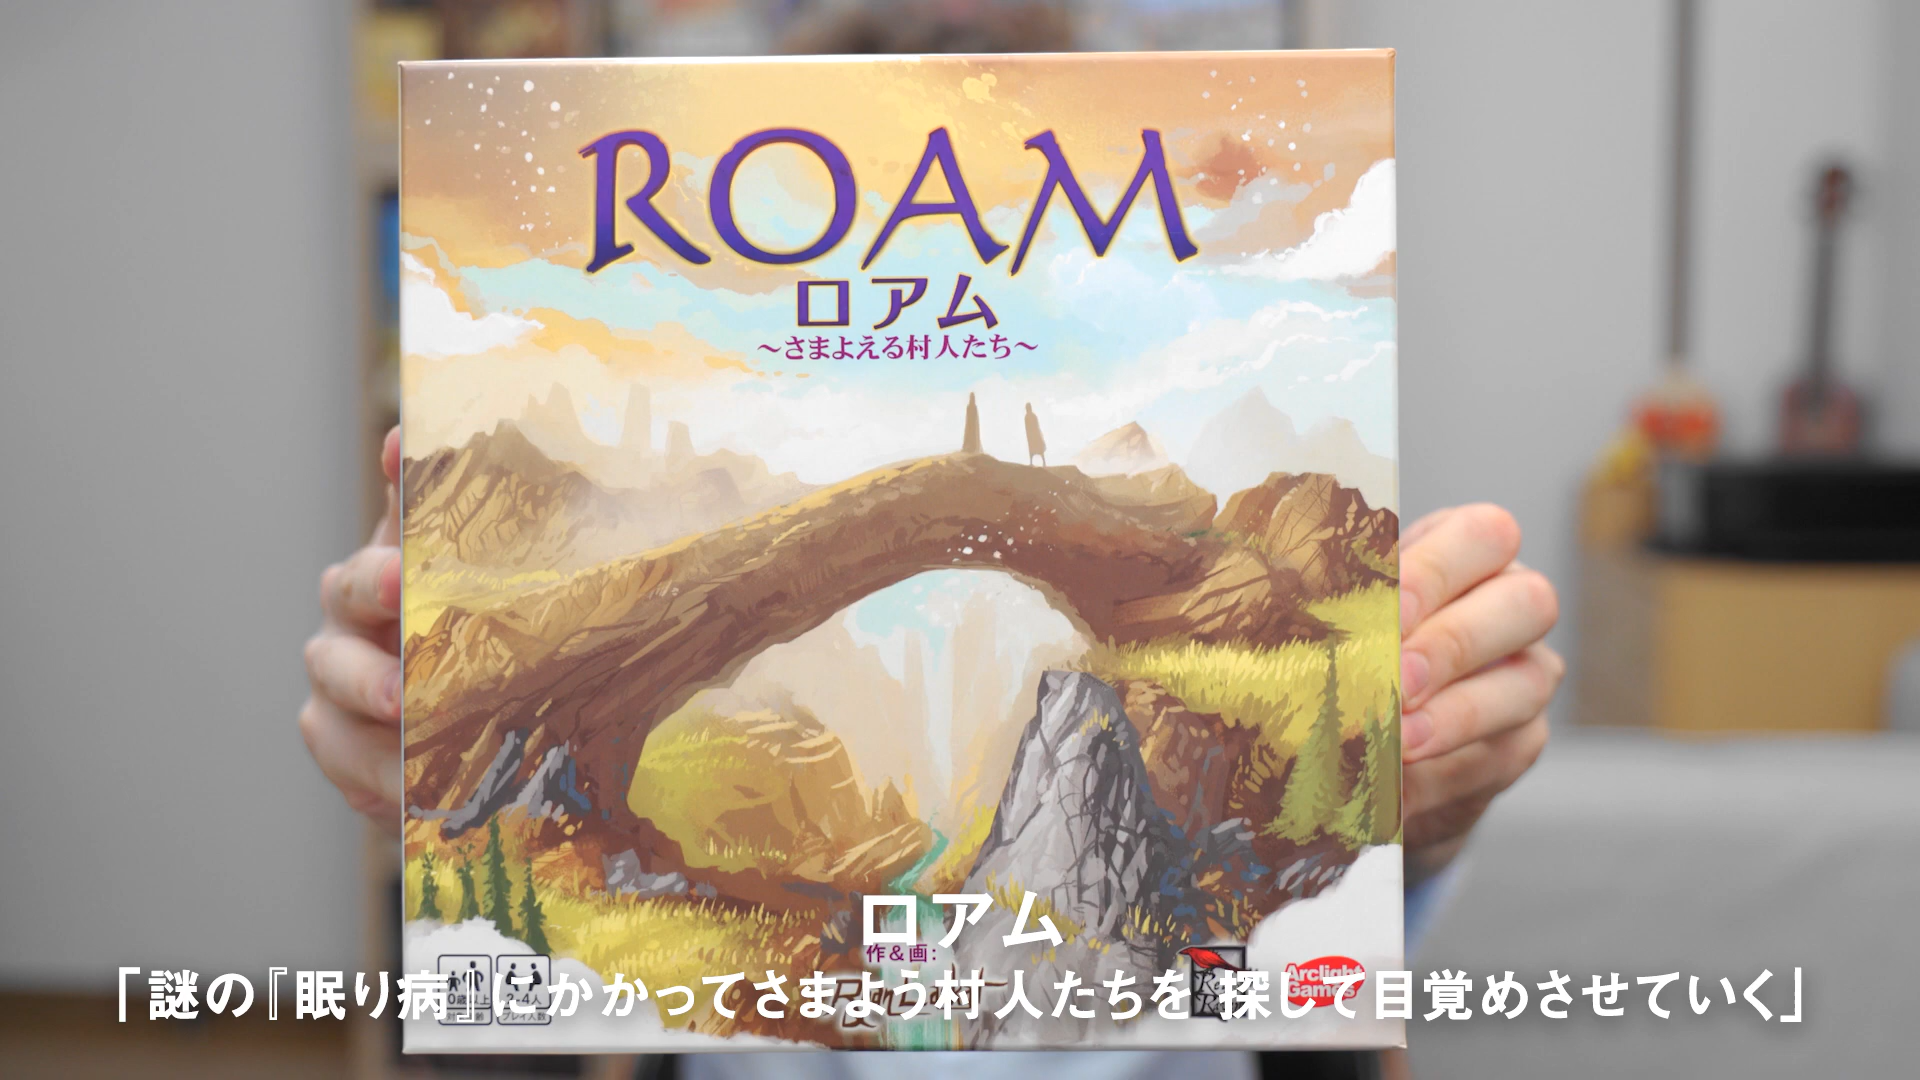 ROAM
ロアム
～さまよえる村人たち～
ロアム
作&画:
「謎の『眠り病』にかかってさまよう村人たちを 探して目覚めさせていく」
Arclight
Games